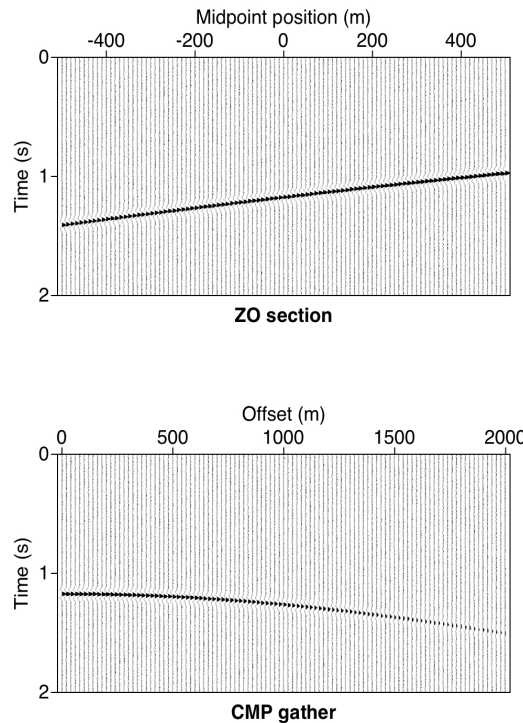 Midpoint position (m)
-400 -200 0 200 400
0
1
2
Time (s)
ZO section
Offset (m)
0 500 1000 1500 2000
0
1
2
Time (s)
CMP gather